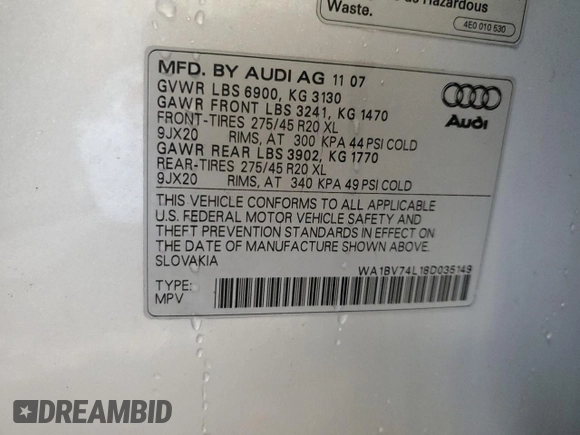 as Hazardous
Waste.
4E0 010 530
MFD. BY AUDI AG 11 07
GVWR LBS 6900, KG 3130
GAWR FRONT LBS 3241, KG 1470
FRONT-TIRES 275/45 R20 XL
9JX20 RIMS, AT 300 KPA 44 PSI COLD
GAWR REAR LBS 3902, KG 1770
REAR-TIRES 275/45 R20 XL
9JX20 RIMS, AT 340 KPA 49 PSI COLD
Audi
THIS VEHICLE CONFORMS TO ALL APPLICABLE
U.S. FEDERAL MOTOR VEHICLE SAFETY AND
THEFT PREVENTION STANDARDS IN EFFECT ON
THE DATE OF MANUFACTURE SHOWN ABOVE.
SLOVAKIA
WA1BV74L18D035149
TYPE:
MPV
DREAMBID